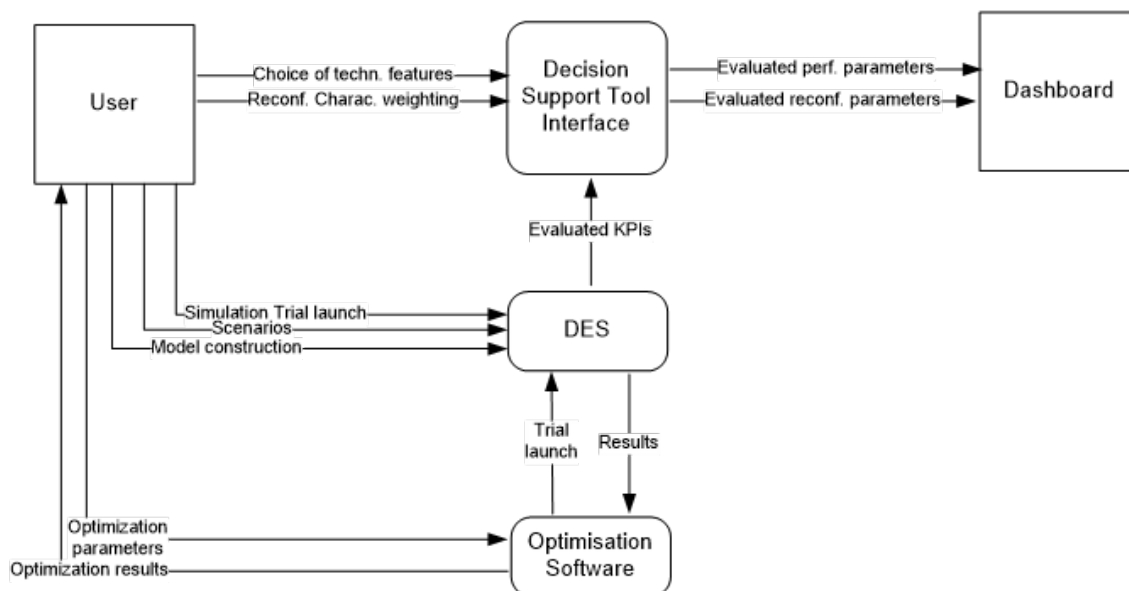 User
Choice of techn. features
Reconf. Charac. weighting
Decision
Support Tool
Interface
Evaluated perf. parameters
Evaluated reconf. parameters
Dashboard
Evaluated KPIs
Simulation Trial launch
Scenarios
Model construction
DES
Trial
launch
Results
Optimization
parameters
Optimization results
Optimisation
Software